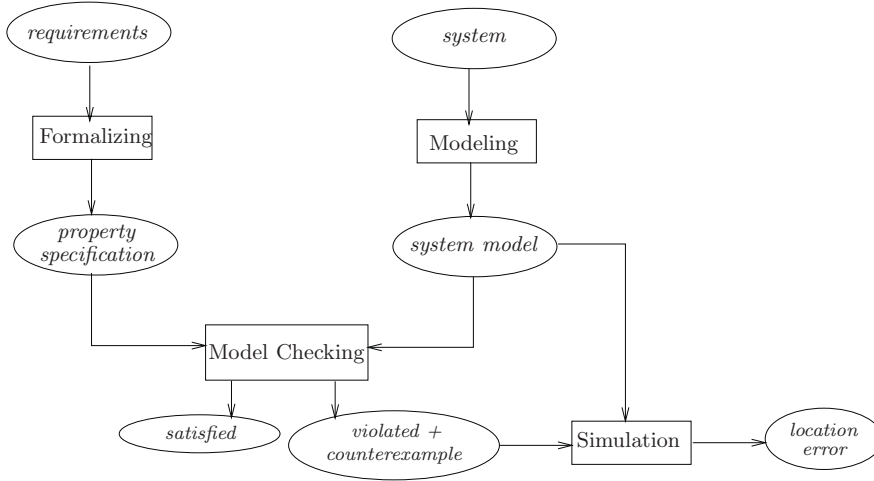 requirements
system
Formalizing
Modeling
property
specification
system model
Model Checking
satisfied
violated +
counterexample
Simulation
location
error